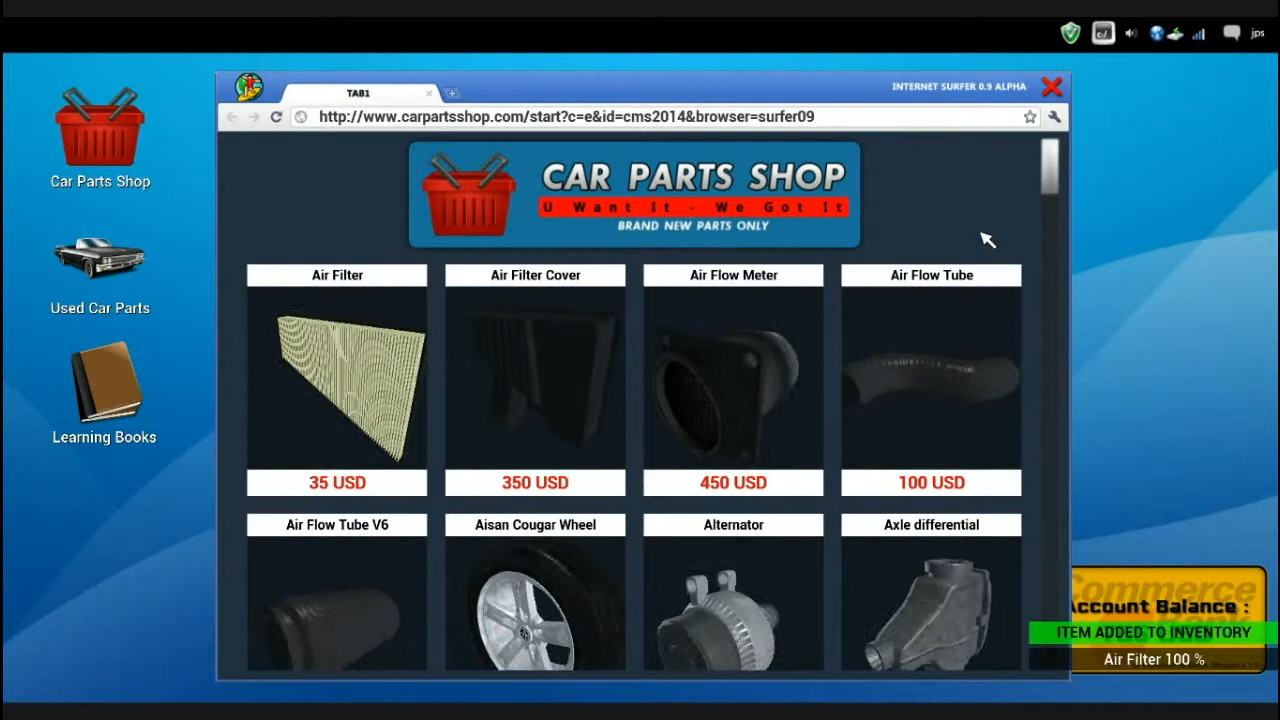 c:/
jps
TAB1
INTERNET SURFER 0.9 ALPHA
http://www.carpartsshop.com/start?c=e&id=cms2014&browser=surfer09
Car Parts Shop
Used Car Parts
Learning Books
CAR PARTS SHOP
U Want It - We Got It
BRAND NEW PARTS ONLY
Air Filter
Air Filter Cover
Air Flow Meter
Air Flow Tube
35 USD
350 USD
450 USD
100 USD
Air Flow Tube V6
Aisan Cougar Wheel
Alternator
Axle differential
Commerce
Account Balance :
ITEM ADDED TO INVENTORY
Air Filter 100 %